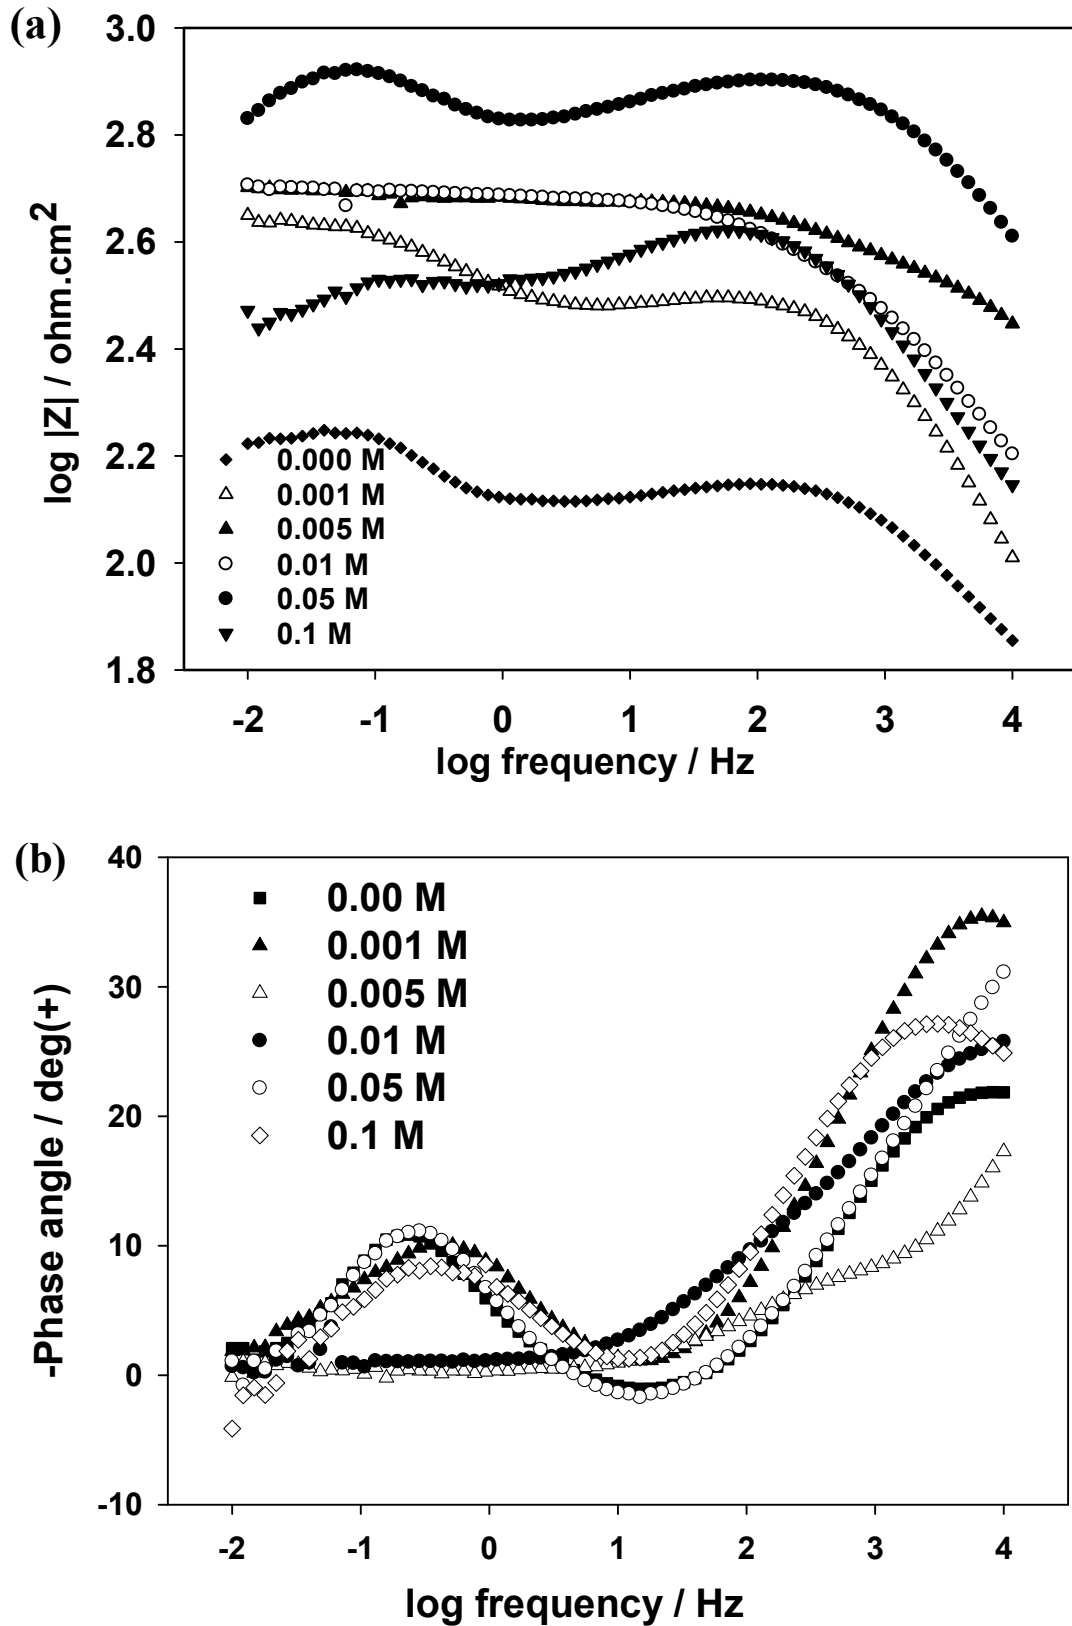 (a)
3.0
2.8
2.6
2.4
2.2
2.0
1.8
log |Z| / ohm.cm2
0.000 M
0.001 M
0.005 M
0.01 M
0.05 M
0.1 M
-2 -1 0 1 2 3 4
log frequency / Hz
(b)
40
30
20
10
0
-10
-Phase angle / deg(+)
0.00 M
0.001 M
0.005 M
0.01 M
0.05 M
0.1 M
-2 -1 0 1 2 3 4
log frequency / Hz